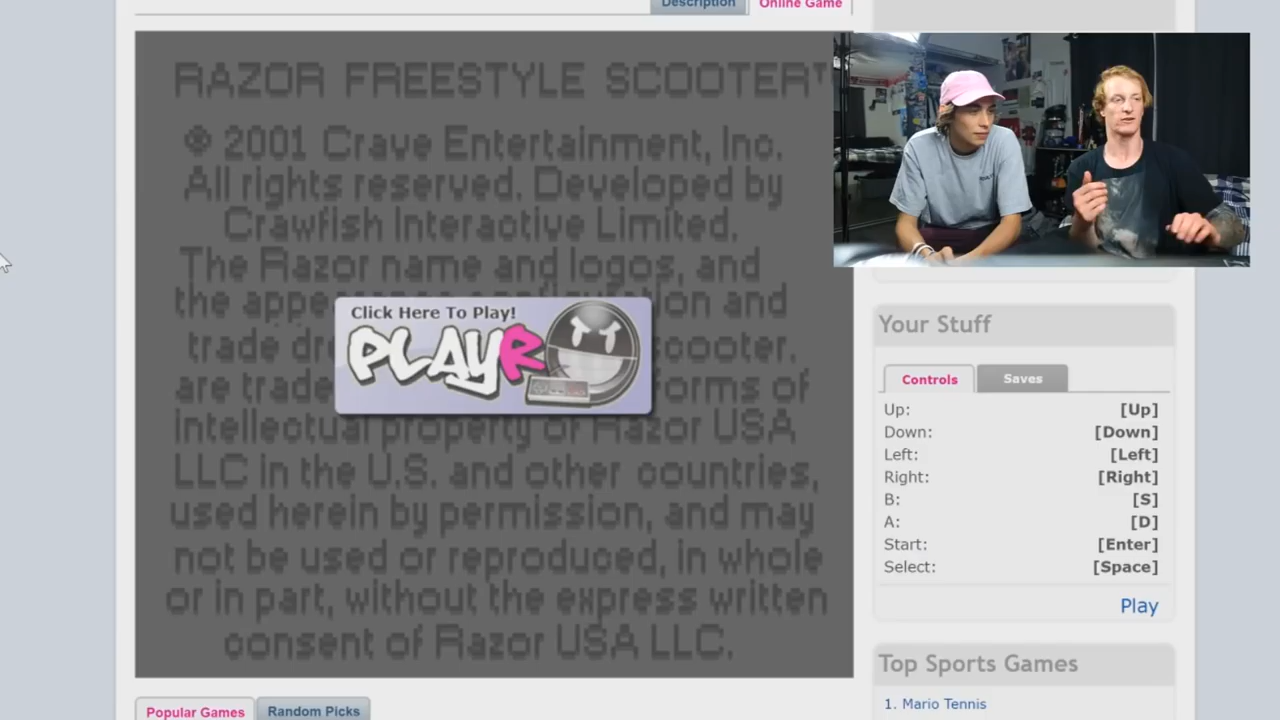 Description
Online Game
RAZOR FREESTYLE SCOOTER™
® 2001 Crave Entertainment, Inc.
All rights reserved. Developed by
Crawfish Interactive Limited.
The Razor name and logos, and
the appearance and
trade scooter.
are trade forms of
intellectual property of Razor USA
LLC in the U.S. and other countries,
used herein by permission, and may
not be used or reproduced, in whole
or in part, without the express written
consent of Razor USA LLC.
Click Here To Play!
PLAYR
Popular Games
Random Picks
Your Stuff
Controls
Saves
Up: [Up]
Down: [Down]
Left: [Left]
Right: [Right]
B: [S]
A: [D]
Start: [Enter]
Select: [Space]
Play
Top Sports Games
1. Mario Tennis